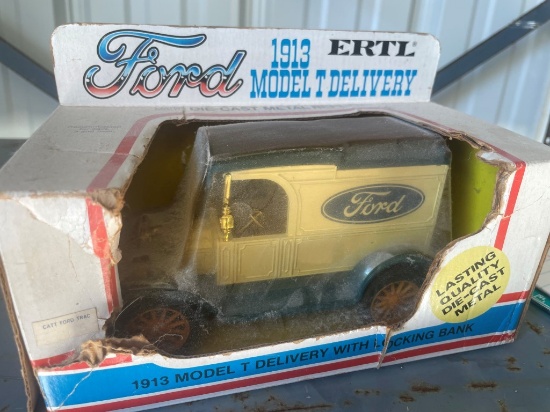 Ford
1913
MODEL T DELIVERY
ERTL®
DIE-CAST METAL
Ford
LASTING
QUALITY
DIE-CAST
METAL
1913 MODEL T DELIVERY WITH LOCKING BANK